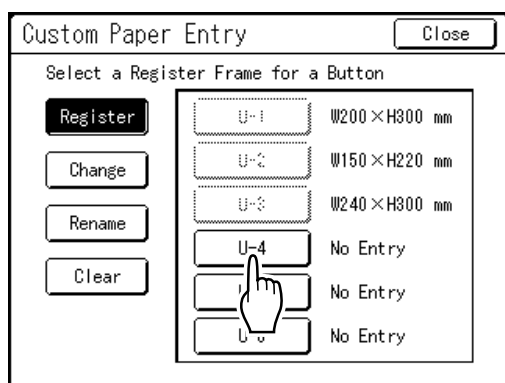 Custom Paper Entry Close
Select a Register Frame for a Button
Register
Change
Rename
Clear
U-1 W200×H300 mm
U-2 W150×H220 mm
U-3 W240×H300 mm
U-4 No Entry
No Entry
No Entry